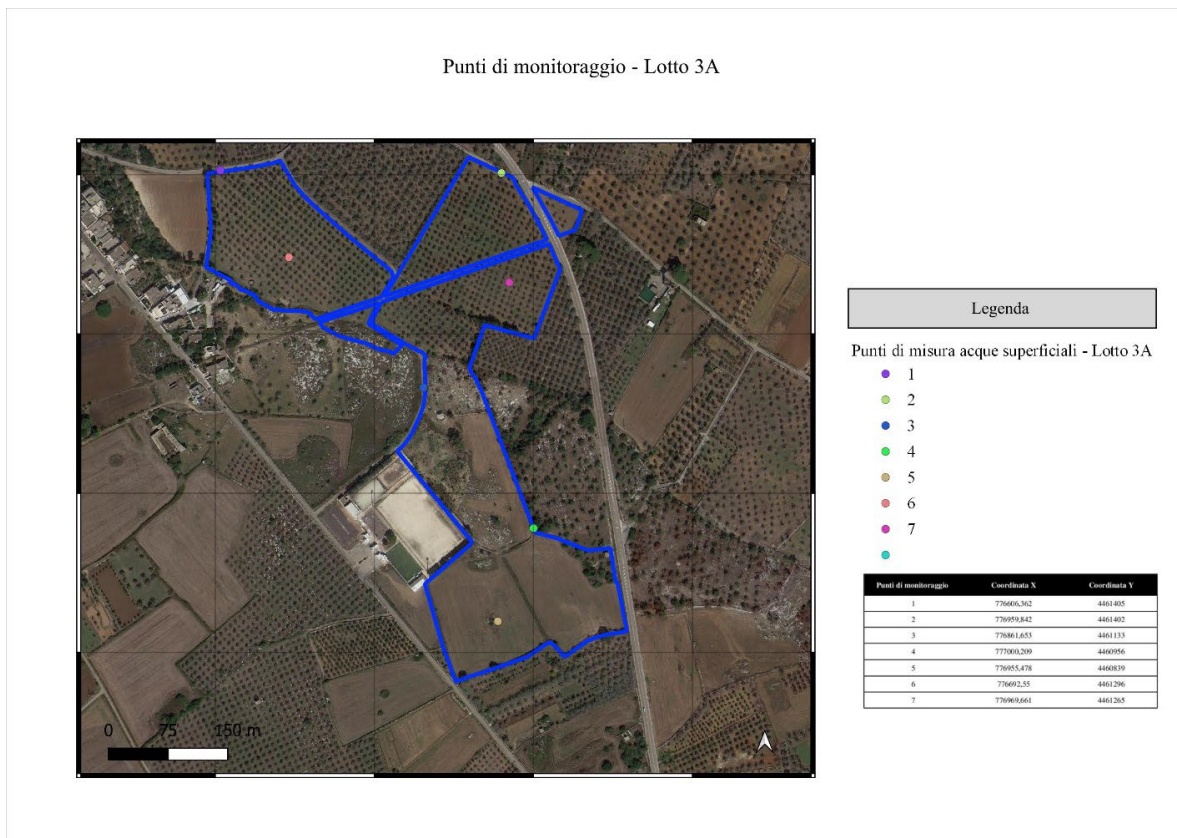 Punti di monitoraggio - Lotto 3A
0 75 150 m
Legenda
Punti di misura acque superficiali - Lotto 3A
1
2
3
4
5
6
7
Punti di monitoraggio Coordinata X Coordinata Y
1 776606,362 4461405
2 776959,842 4461402
3 776861,653 4461133
4 777000,209 4460956
5 776955,478 4460839
6 776692,55 4461296
7 776969,661 4461265